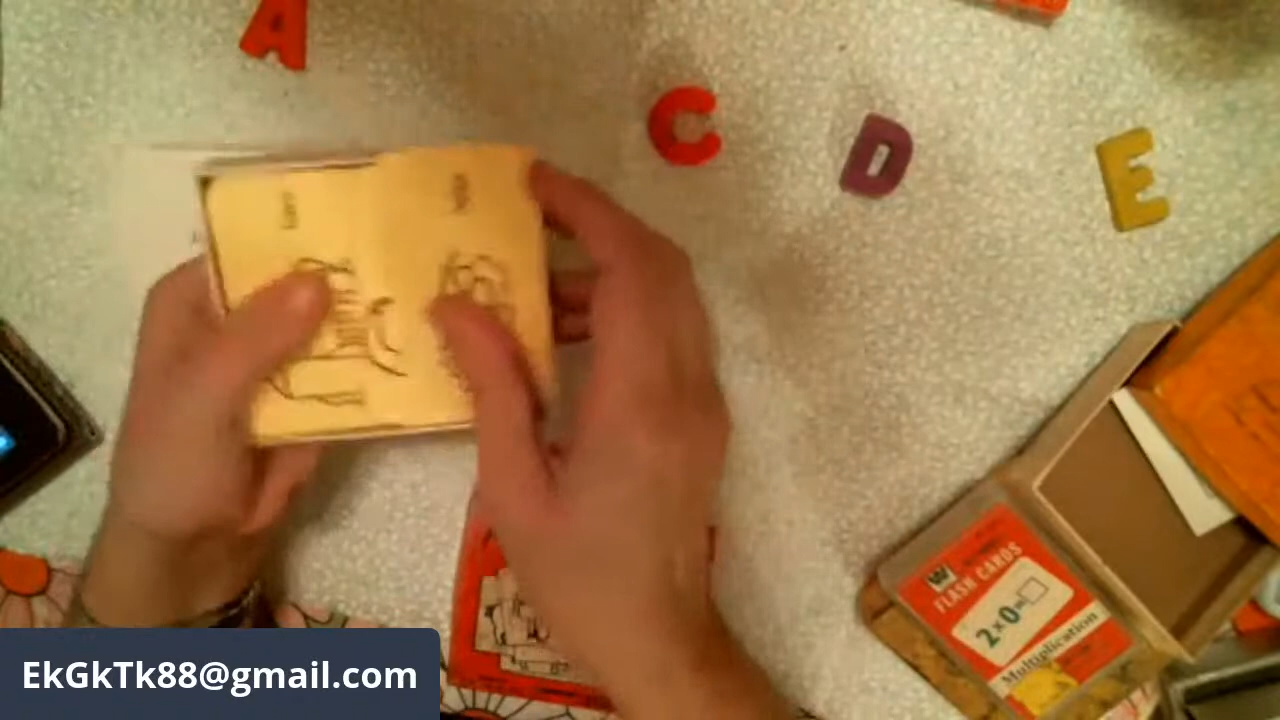 A
C
D
E
W
FLASH CARDS
2×0=
Multiplication
EkGkTk88@gmail.com